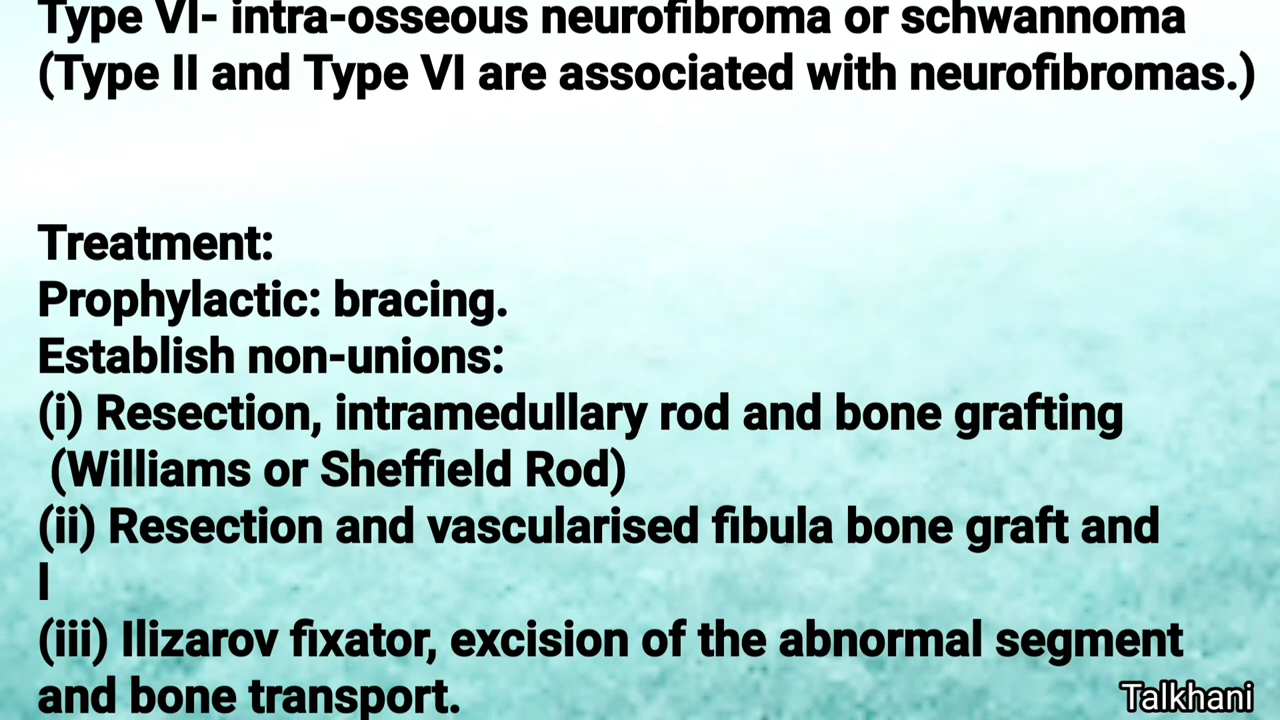 Type VI- intra-osseous neurofibroma or schwannoma
(Type II and Type VI are associated with neurofibromas.)
Treatment:
Prophylactic: bracing.
Establish non-unions:
(i) Resection, intramedullary rod and bone grafting
(Williams or Sheffield Rod)
(ii) Resection and vascularised fibula bone graft and
l
(iii) Ilizarov fixator, excision of the abnormal segment
and bone transport.
Talkhani